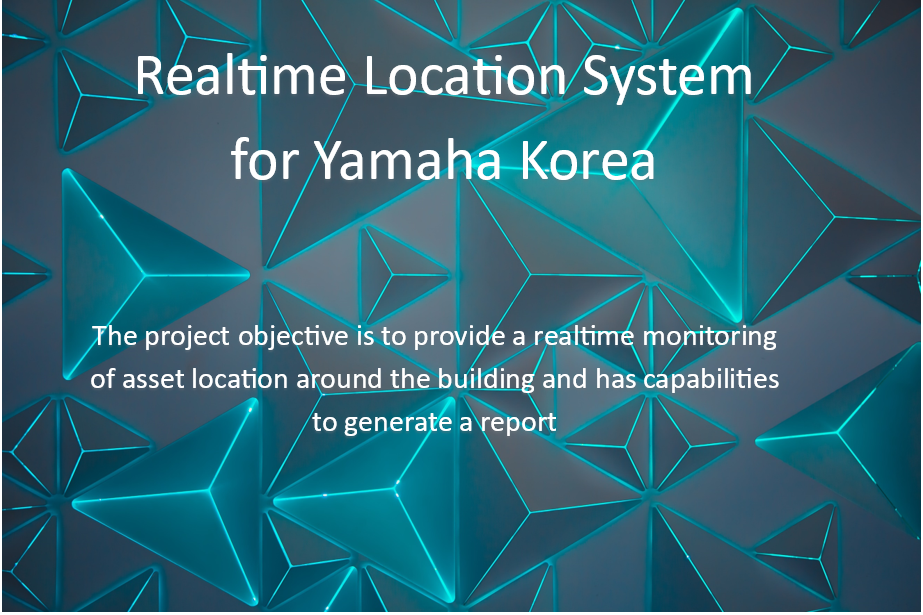 Realtime Location System
for Yamaha Korea
The project objective is to provide a realtime monitoring
of asset location around the building and has capabilities
to generate a report